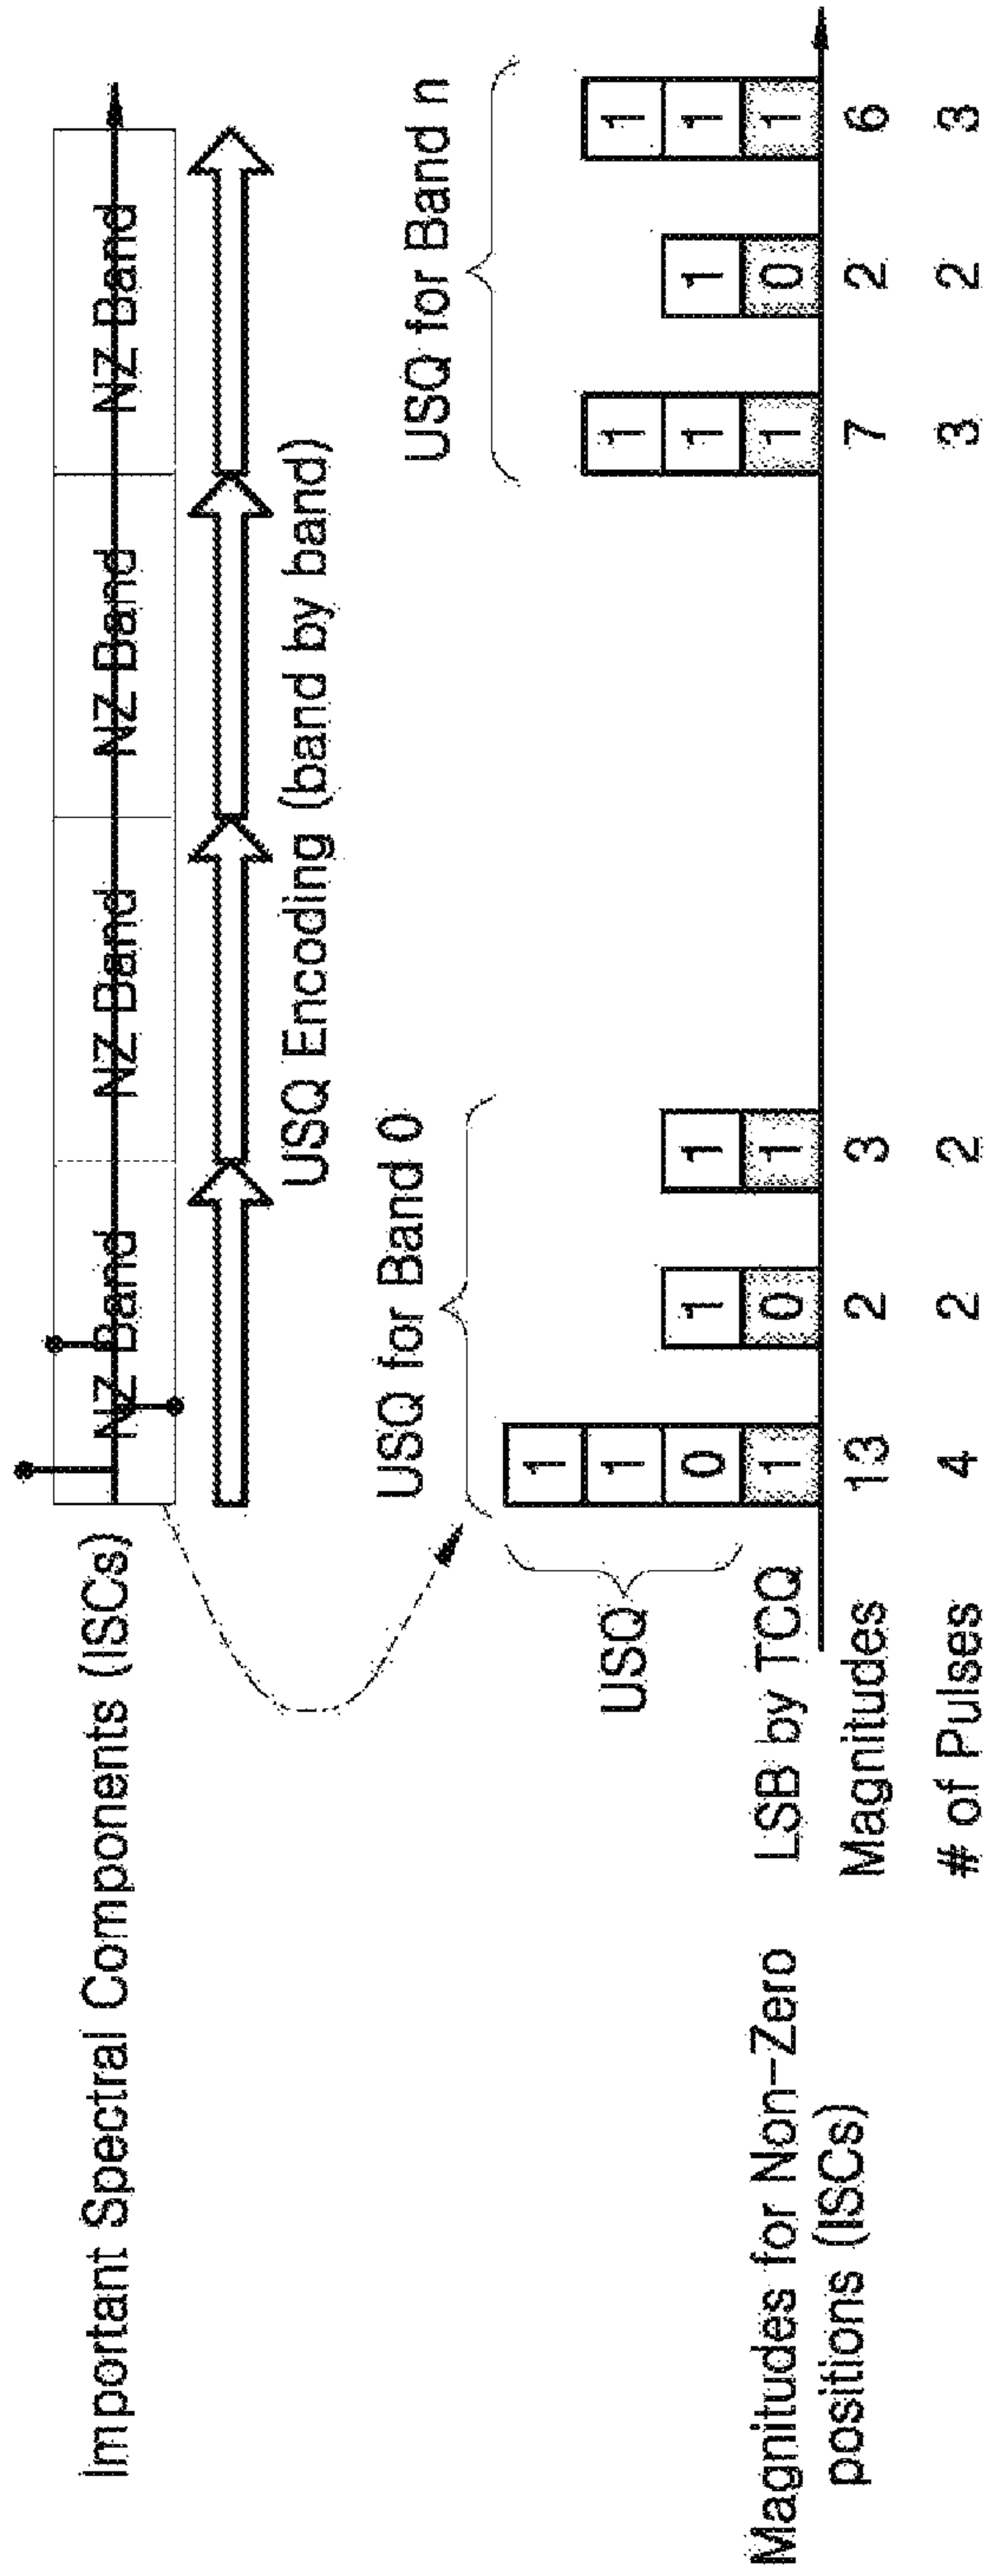 Important Spectral Components (ISCs)
NZ Band NZ Band NZ Band NZ Band
USQ Encoding (band by band)
USQ for Band 0 USQ for Band n
USQ
1
1 1 1
0 1 1 1 1 1
LSB by TCQ 1 0 1 1 0 1
Magnitudes for Non-Zero
positions (ISCs)
Magnitudes 13 2 3 7 2 6
# of Pulses 4 2 2 3 2 3